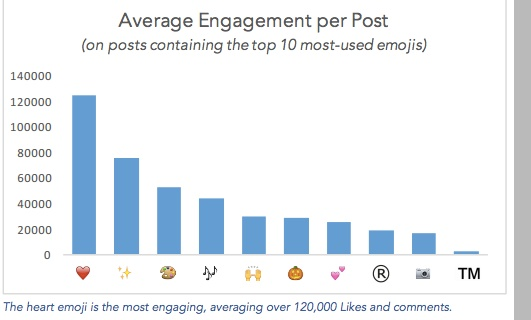 Average Engagement per Post
(on posts containing the top 10 most-used emojis)
140000
120000
100000
80000
60000
40000
20000
0
® TM
The heart emoji is the most engaging, averaging over 120,000 Likes and comments.